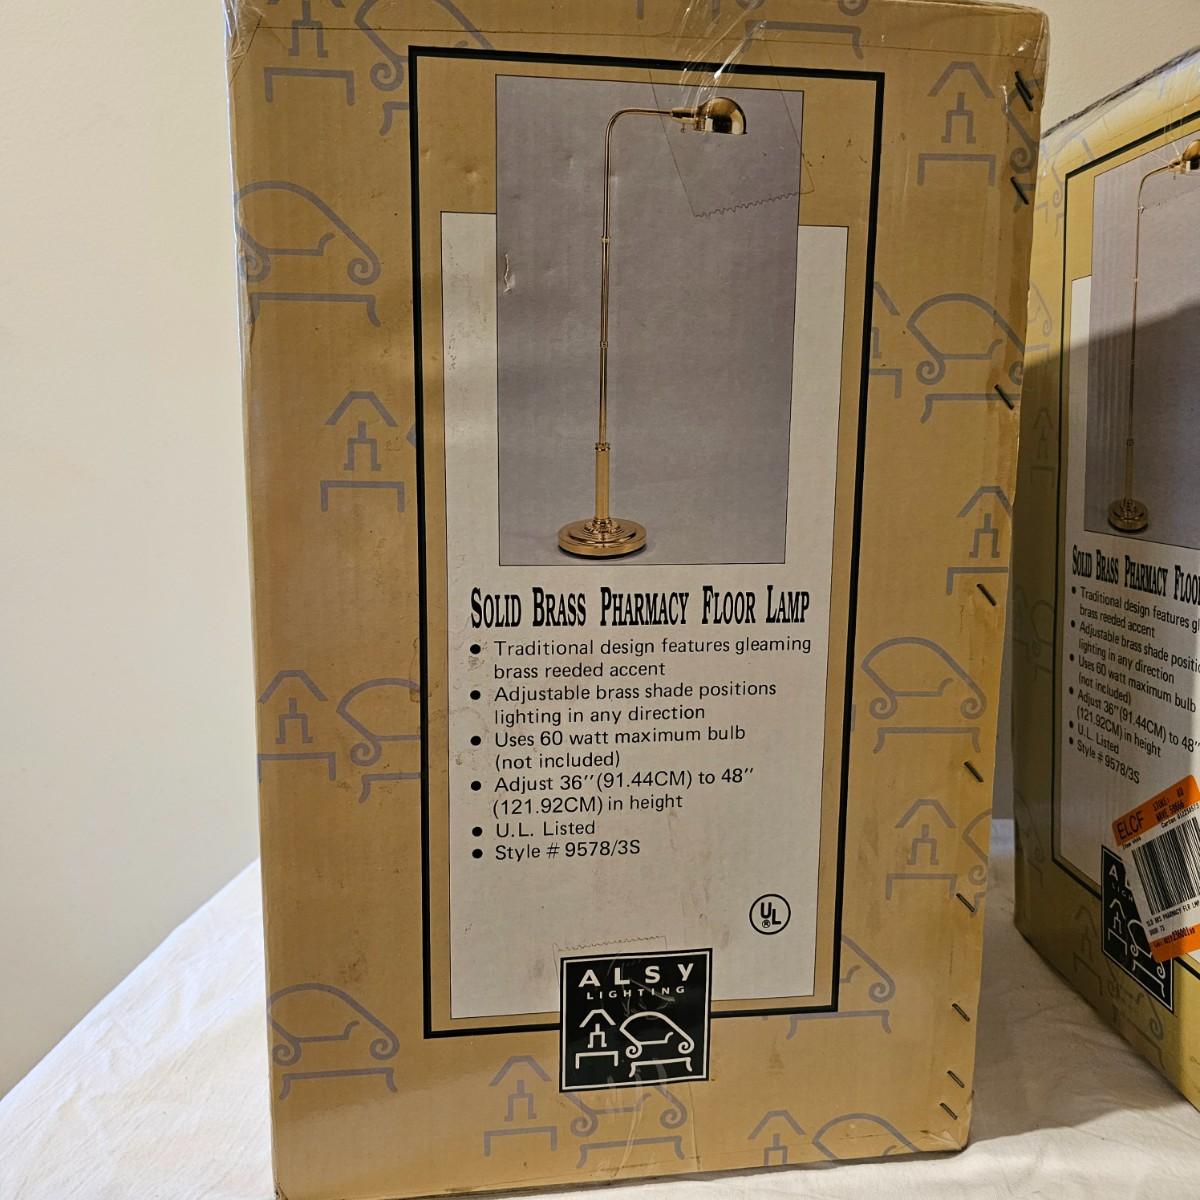 SOLID BRASS PHARMACY FLOOR LAMP
• Traditional design features gleaming
brass reeded accent
• Adjustable brass shade positions
lighting in any direction
• Uses 60 watt maximum bulb
(not included)
• Adjust 36″(91.44CM) to 48″
(121.92CM) in height
• U.L. Listed
• Style # 9578/3S
UL
®
ALSY
LIGHTING
SOLID BRASS PHARMACY
• Traditional design features
brass reeded accent
• Adjustable brass shade
lighting in any direction
• Uses 60 watt maximum bulb
(not included)
• Adjust 36″(91.44CM) to 48″
(121.92CM) in height
• U.L. Listed
• Style # 9578/3S
ELCF